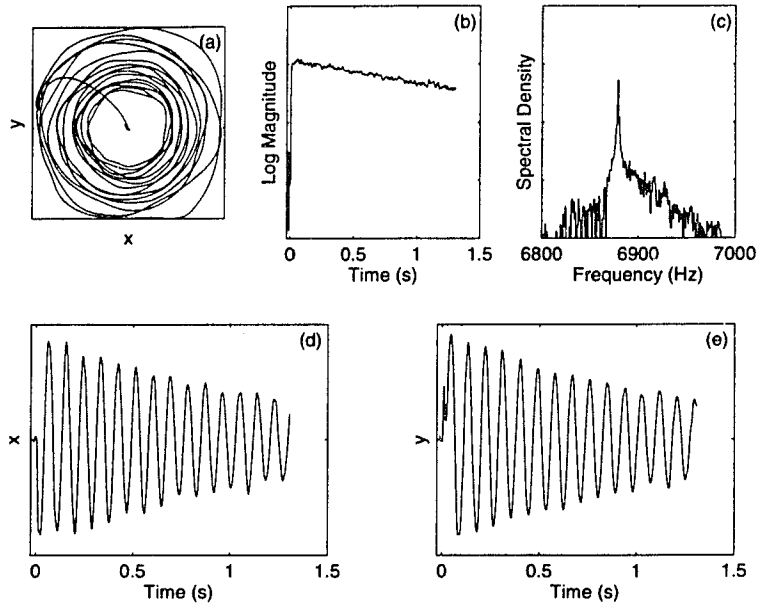 (a)
y
x
(b)
Log Magnitude
0 0.5 1 1.5
Time (s)
(c)
Spectral Density
6800 6900 7000
Frequency (Hz)
(d)
x
0 0.5 1 1.5
Time (s)
(e)
y
0 0.5 1 1.5
Time (s)